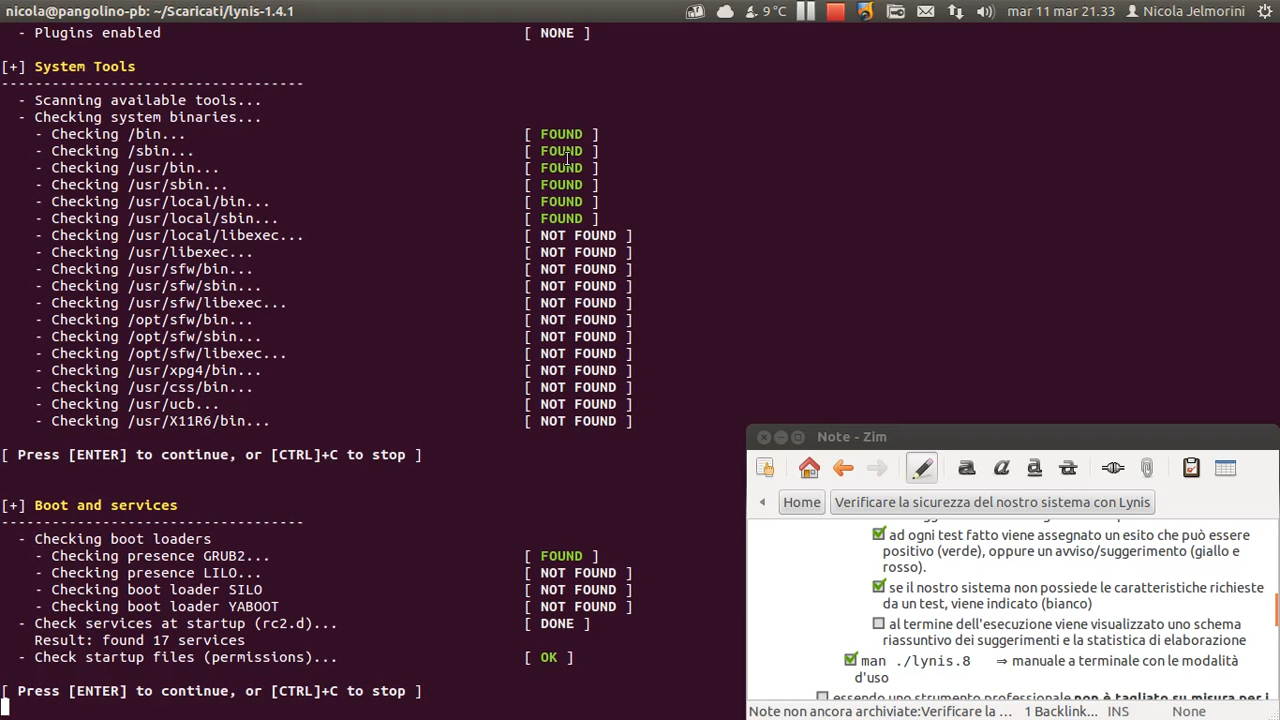 nicola@pangolino-pb: ~/Scaricati/lynis-1.4.1 9 °C mar 11 mar 21.33 Nicola Jelmorini
- Plugins enabled [ NONE ]
[+] System Tools
------------------------------------
- Scanning available tools...
- Checking system binaries...
- Checking /bin... [ FOUND ]
- Checking /sbin... [ FOUND ]
- Checking /usr/bin... [ FOUND ]
- Checking /usr/sbin... [ FOUND ]
- Checking /usr/local/bin... [ FOUND ]
- Checking /usr/local/sbin... [ FOUND ]
- Checking /usr/local/libexec... [ NOT FOUND ]
- Checking /usr/libexec... [ NOT FOUND ]
- Checking /usr/sfw/bin... [ NOT FOUND ]
- Checking /usr/sfw/sbin... [ NOT FOUND ]
- Checking /usr/sfw/libexec... [ NOT FOUND ]
- Checking /opt/sfw/bin... [ NOT FOUND ]
- Checking /opt/sfw/sbin... [ NOT FOUND ]
- Checking /opt/sfw/libexec... [ NOT FOUND ]
- Checking /usr/xpg4/bin... [ NOT FOUND ]
- Checking /usr/css/bin... [ NOT FOUND ]
- Checking /usr/ucb... [ NOT FOUND ]
- Checking /usr/X11R6/bin... [ NOT FOUND ]
[ Press [ENTER] to continue, or [CTRL]+C to stop ]
[+] Boot and services
------------------------------------
- Checking boot loaders
- Checking presence GRUB2... [ FOUND ]
- Checking presence LILO... [ NOT FOUND ]
- Checking boot loader SILO [ NOT FOUND ]
- Checking boot loader YABOOT [ NOT FOUND ]
- Check services at startup (rc2.d)... [ DONE ]
Result: found 17 services
- Check startup files (permissions)... [ OK ]
[ Press [ENTER] to continue, or [CTRL]+C to stop ]
Note - Zim
Home Verificare la sicurezza del nostro sistema con Lynis
ad ogni test fatto viene assegnato un esito che può essere
positivo (verde), oppure un avviso/suggerimento (giallo e
rosso).
se il nostro sistema non possiede le caratteristiche richieste
da un test, viene indicato (bianco)
al termine dell'esecuzione viene visualizzato uno schema
riassuntivo dei suggerimenti e la statistica di elaborazione
man ./lynis.8 ⇒ manuale a terminale con le modalità
d'uso
essendo uno strumento professionale non è tagliato su misura per i
Note non ancora archiviate:Verificare la ... 1 Backlink... INS None